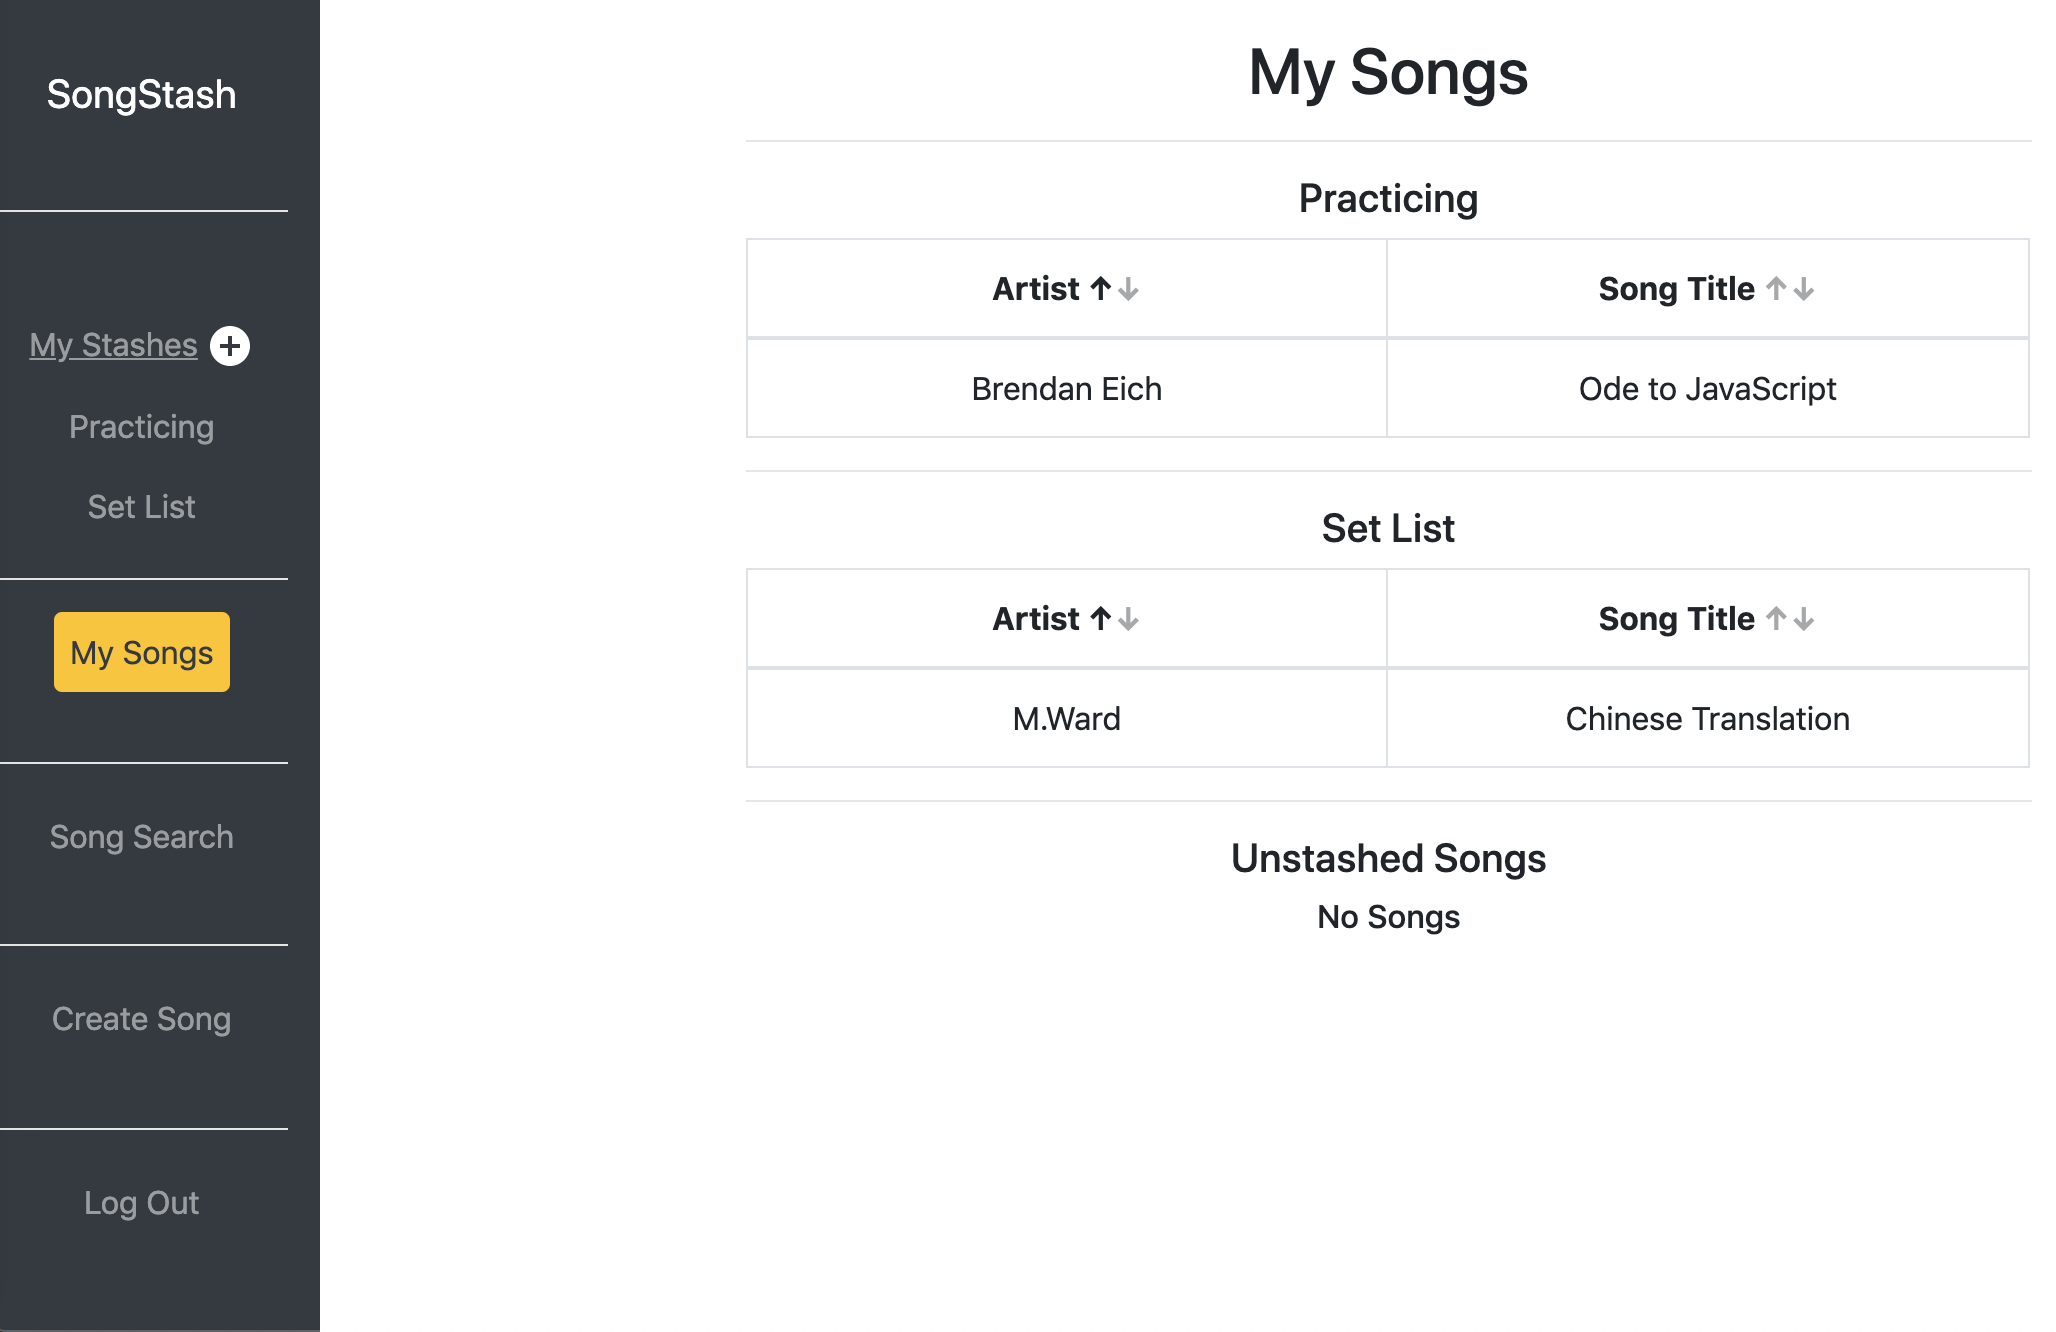 SongStash
My Stashes
Practicing
Set List
My Songs
Song Search
Create Song
Log Out
My Songs
Practicing
Artist ↑↓ Song Title ↑↓
Brendan Eich Ode to JavaScript
Set List
Artist ↑↓ Song Title ↑↓
M.Ward Chinese Translation
Unstashed Songs
No Songs